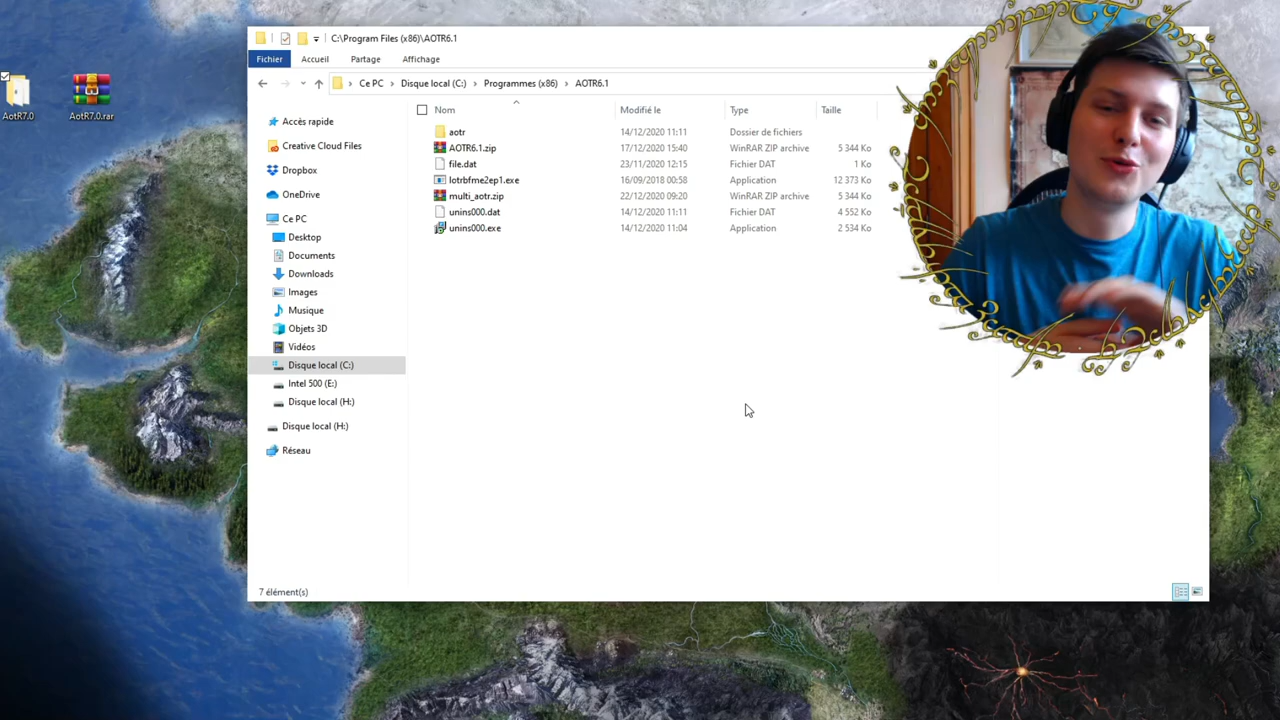 C:\Program Files (x86)\AOTR6.1
Fichier Accueil Partage Affichage
Ce PC Disque local (C:) Programmes (x86) AOTR6.1
AotR7.0 AotR7.0.rar
Accès rapide
Creative Cloud Files
Dropbox
OneDrive
Ce PC
Desktop
Documents
Downloads
Images
Musique
Objets 3D
Vidéos
Disque local (C:)
Intel 500 (E:)
Disque local (H:)
Disque local (H:)
Réseau
Nom Modifié le Type Taille
aotr 14/12/2020 11:11 Dossier de fichiers
AOTR6.1.zip 17/12/2020 15:40 WinRAR ZIP archive 5 344 Ko
file.dat 23/11/2020 12:15 Fichier DAT 1 Ko
lotrbfme2ep1.exe 16/09/2018 00:58 Application 12 373 Ko
multi_aotr.zip 22/12/2020 09:20 WinRAR ZIP archive 5 344 Ko
unins000.dat 14/12/2020 11:11 Fichier DAT 4 552 Ko
unins000.exe 14/12/2020 11:04 Application 2 534 Ko
7 élément(s)